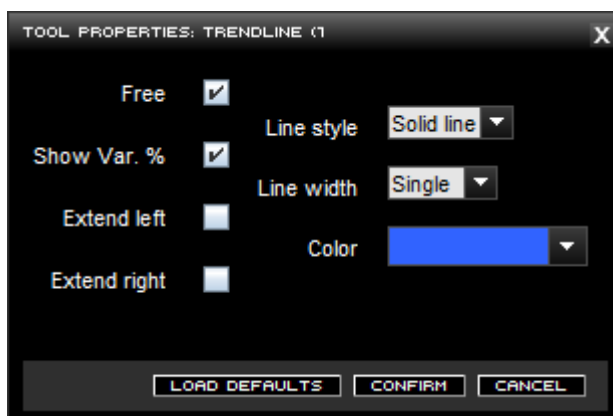 TOOL PROPERTIES: TRENDLINE (1
X
Free
Show Var. %
Extend left
Extend right
Line style Solid line
Line width Single
Color
LOAD DEFAULTS CONFIRM CANCEL